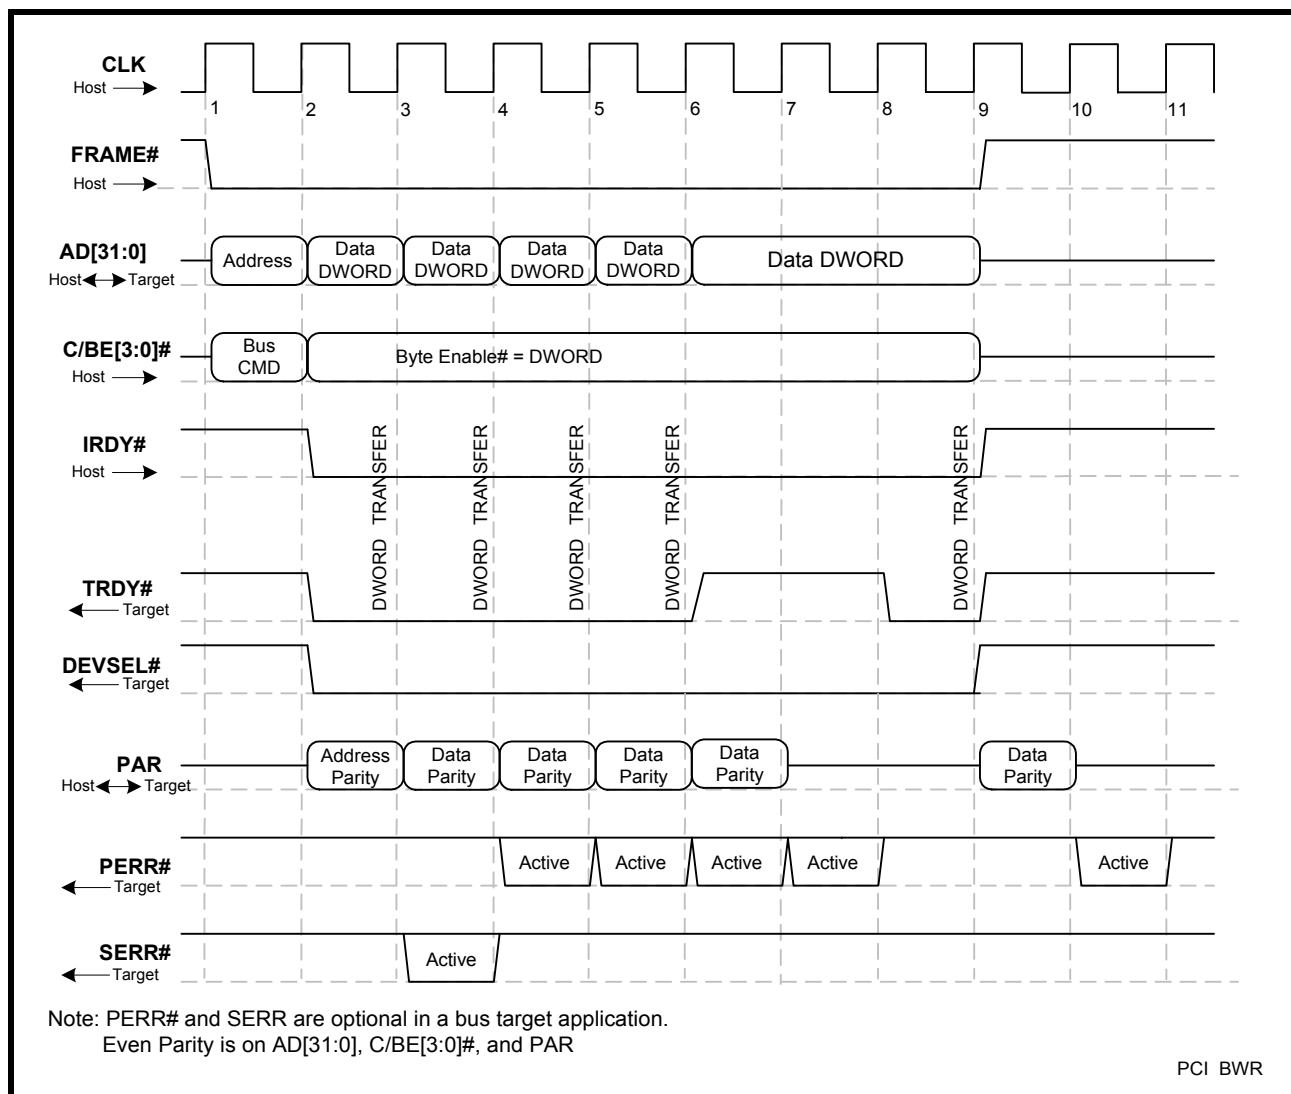 CLK
Host
1 2 3 4 5 6 7 8 9 10 11
FRAME#
Host
AD[31:0]
Host Target
Address
Data
DWORD
Data
DWORD
Data
DWORD
Data
DWORD
Data DWORD
C/BE[3:0]#
Host
Bus
CMD
Byte Enable# = DWORD
IRDY#
Host
DWORD TRANSFER
DWORD TRANSFER
DWORD TRANSFER
DWORD TRANSFER
DWORD TRANSFER
TRDY#
Target
DEVSEL#
Target
PAR
Host Target
Address
Parity
Data
Parity
Data
Parity
Data
Parity
Data
Parity
Data
Parity
PERR#
Target
Active
Active
Active
Active
Active
SERR#
Target
Active
Note: PERR# and SERR are optional in a bus target application.
Even Parity is on AD[31:0], C/BE[3:0]#, and PAR
PCI BWR